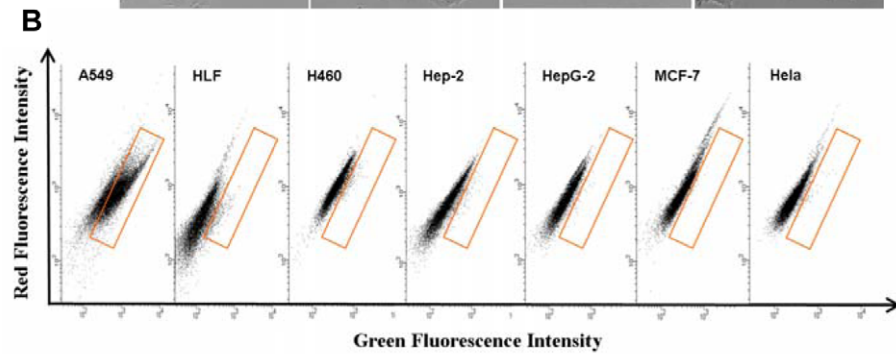 B
A549 HLF H460 Hep-2 HepG-2 MCF-7 Hela
Red Fluorescence Intensity
Green Fluorescence Intensity